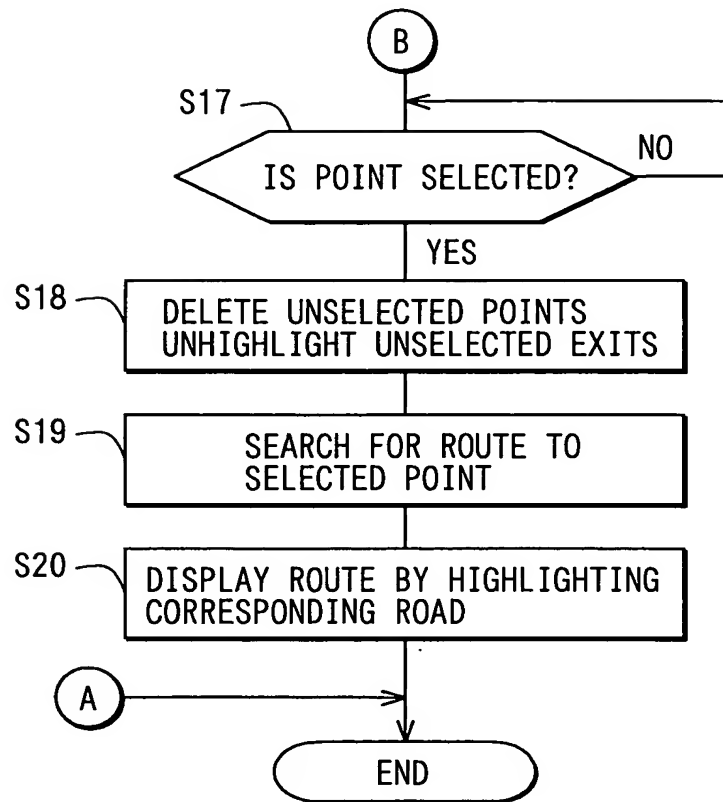 B
S17
IS POINT SELECTED?
NO
YES
S18
DELETE UNSELECTED POINTS
UNHIGHLIGHT UNSELECTED EXITS
S19
SEARCH FOR ROUTE TO
SELECTED POINT
S20
DISPLAY ROUTE BY HIGHLIGHTING
CORRESPONDING ROAD
A
END